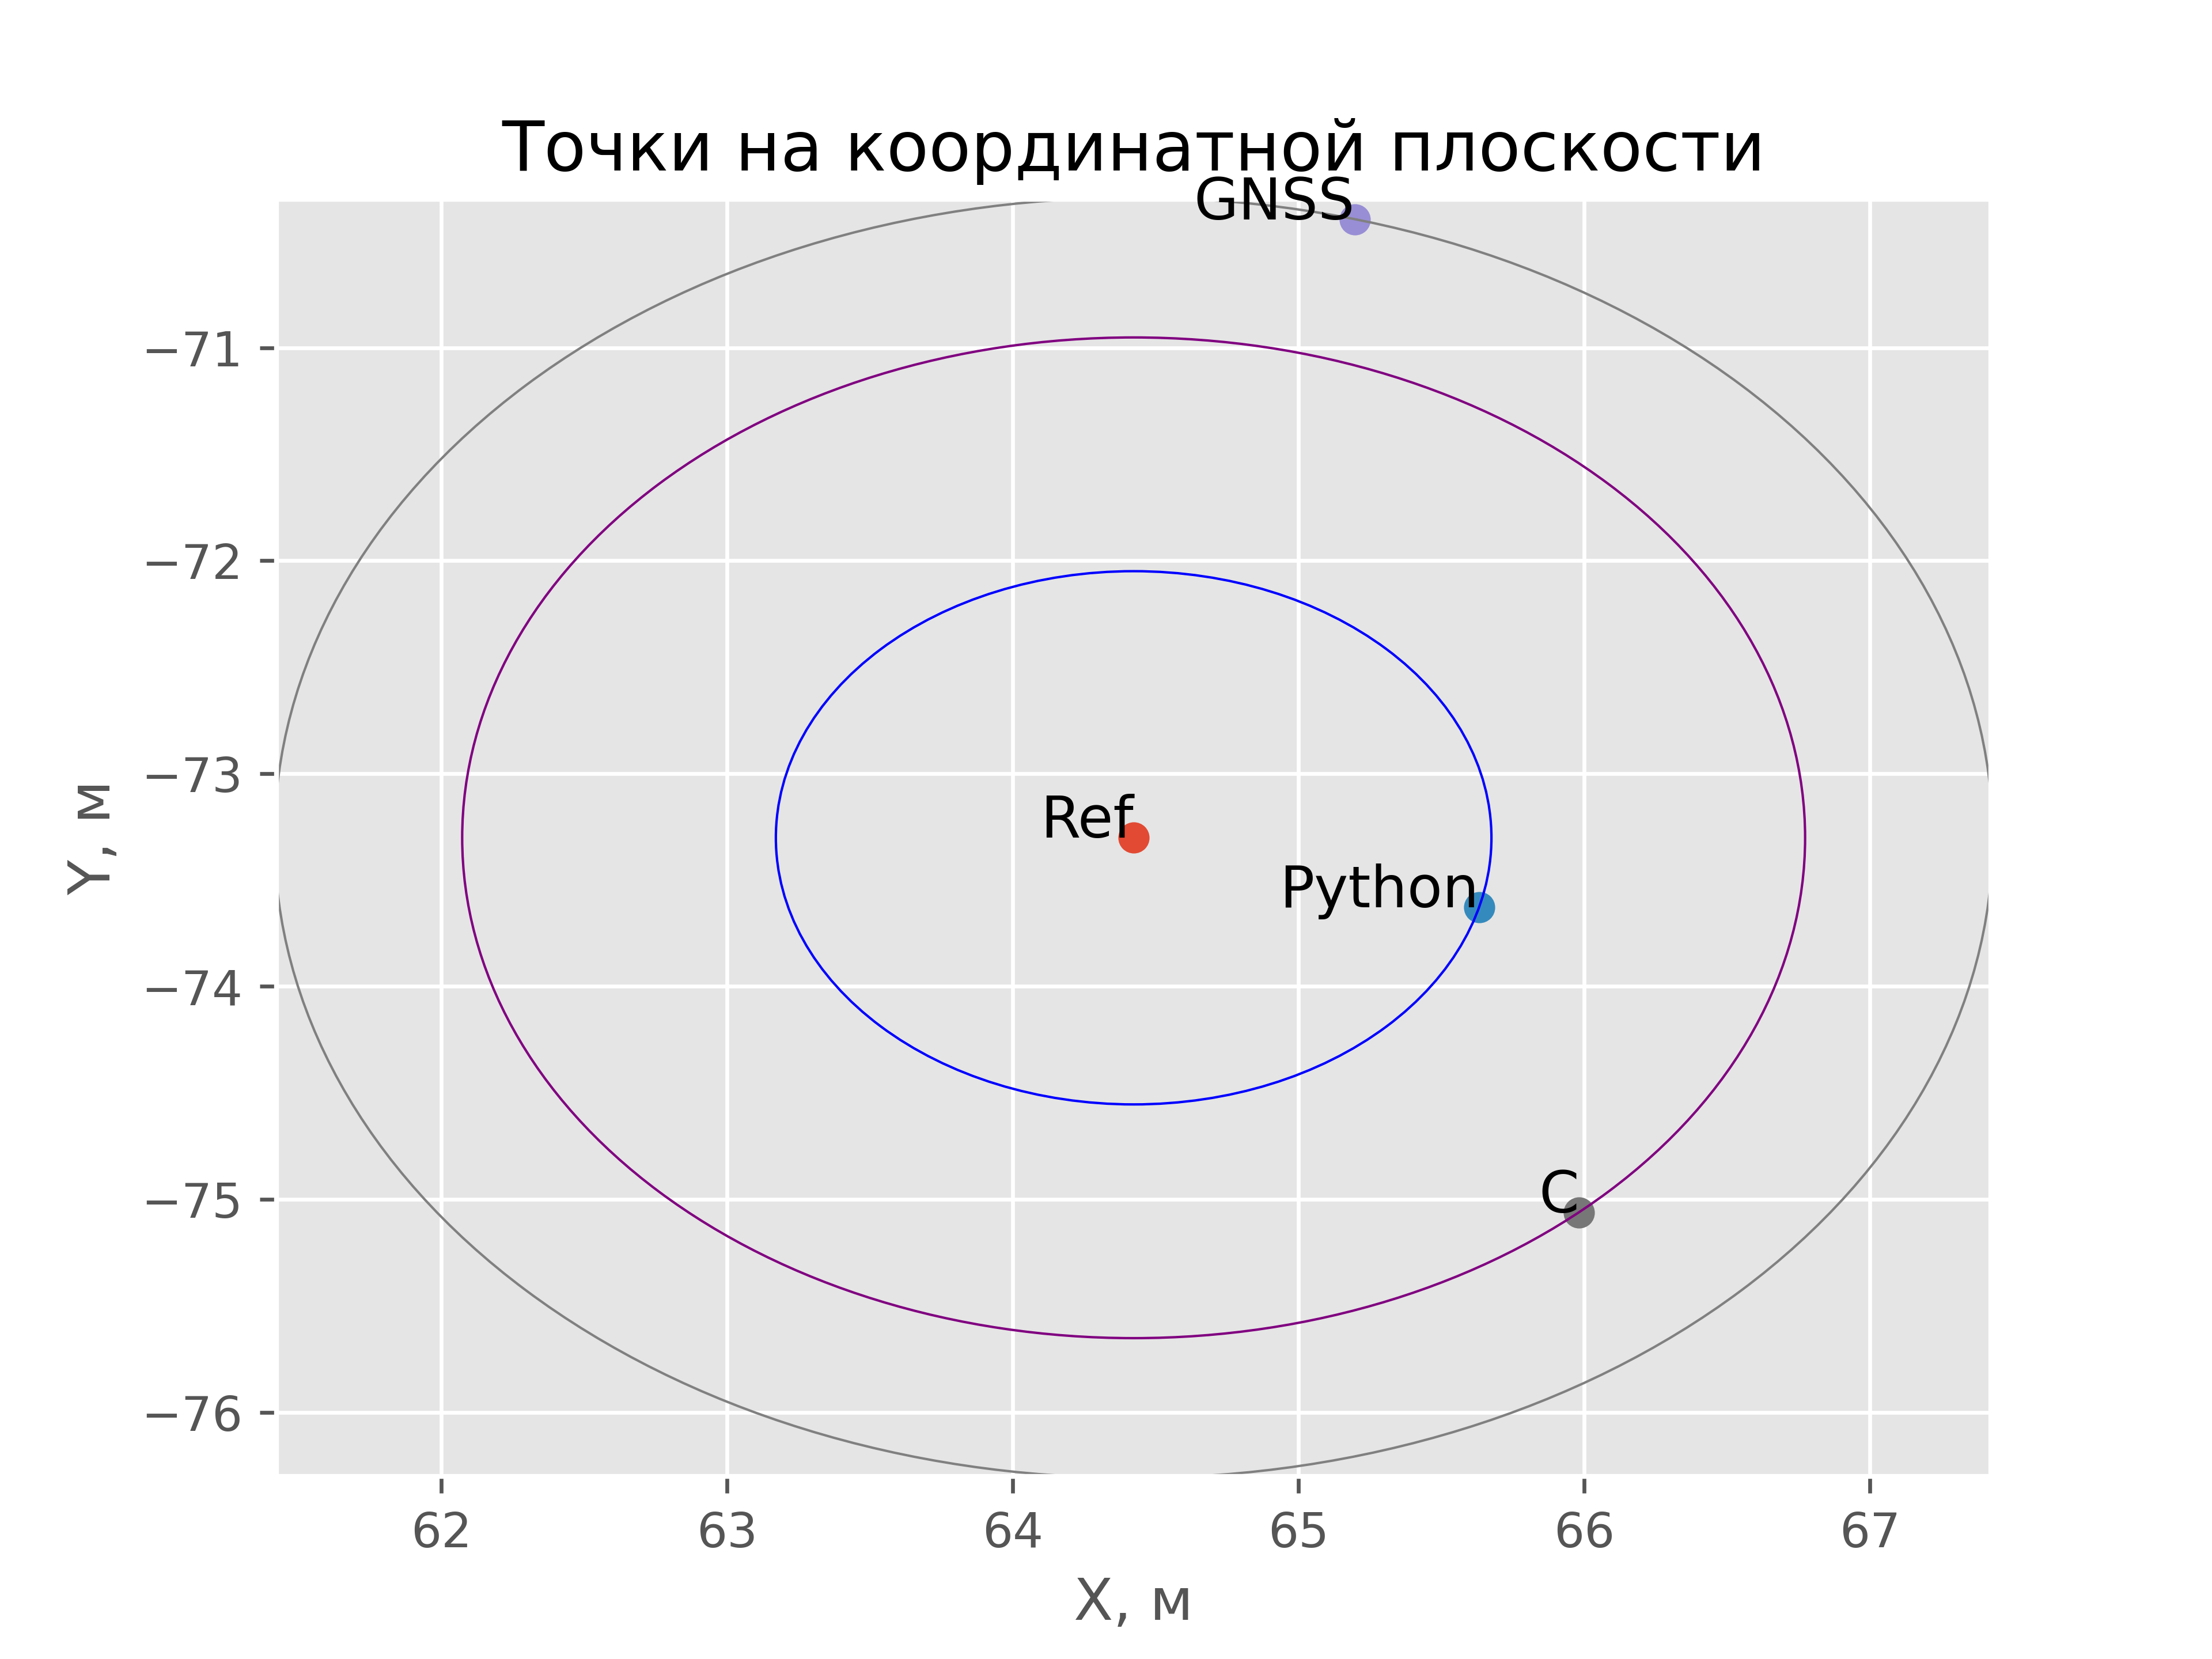 Точки на координатной плоскости
GNSS
−71
−72
−73
Ref
Python
−74
−75
C
−76
Y, м
62 63 64 65 66 67
X, м